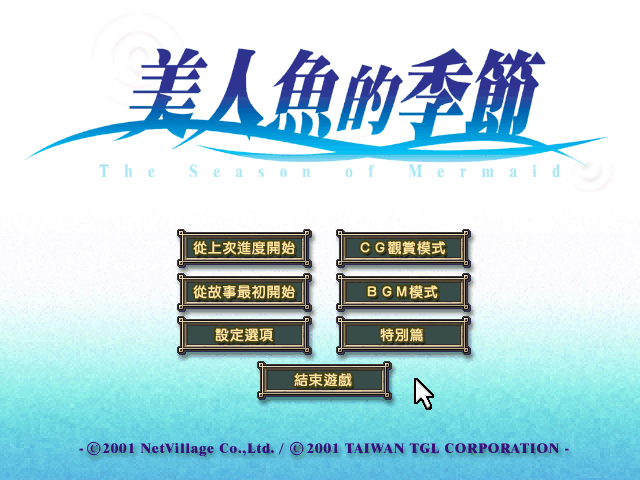 美人魚的季節
The Season of Mermaid
從上次進度開始
CG觀賞模式
從故事最初開始
BGM模式
設定選項
特別篇
結束遊戲
- ©2001 NetVillage Co.,Ltd. / © 2001 TAIWAN TGL CORPORATION -